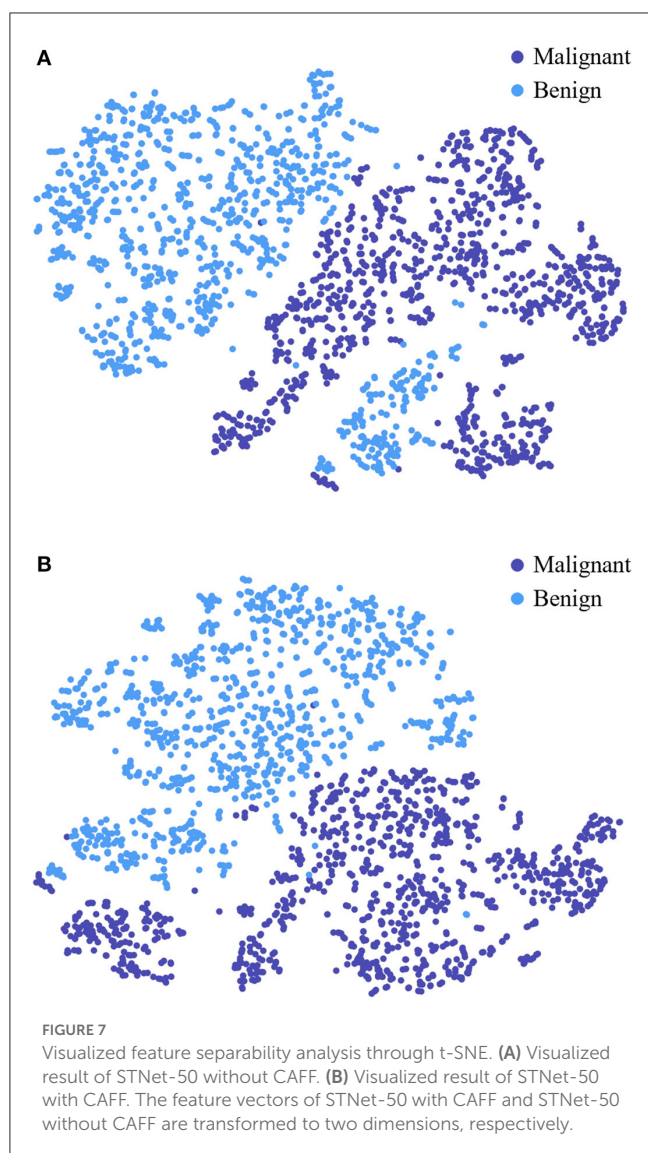 A
Malignant
Benign
B
Malignant
Benign
FIGURE 7
Visualized feature separability analysis through t-SNE. (A) Visualized
result of STNet-50 without CAFF. (B) Visualized result of STNet-50
with CAFF. The feature vectors of STNet-50 with CAFF and STNet-50
without CAFF are transformed to two dimensions, respectively.